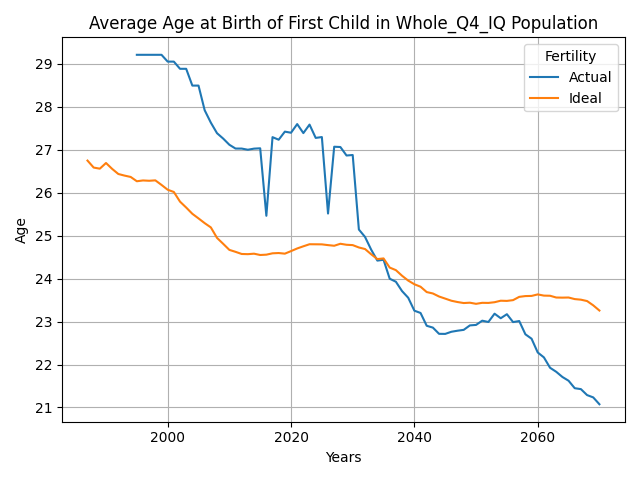 Average Age at Birth of First Child in Whole_Q4_IQ Population
Fertility
Actual
Ideal
29
28
27
26
25
24
23
22
21
Age
2000
2020
2040
2060
Years